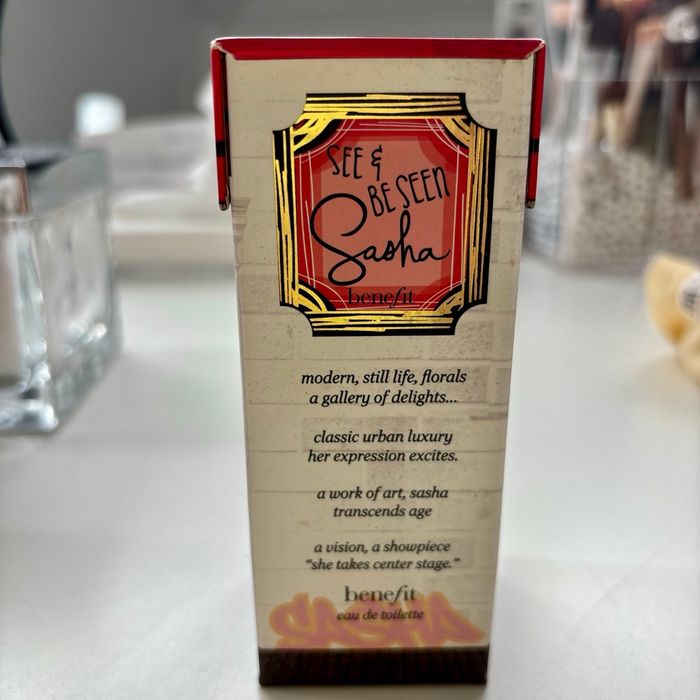 SEE &
BE SEEN
Sasha
benefit
modern, still life, florals
a gallery of delights...
classic urban luxury
her expression excites.
a work of art, sasha
transcends age
a vision, a showpiece
"she takes center stage."
benefit
eau de toilette
SASHA